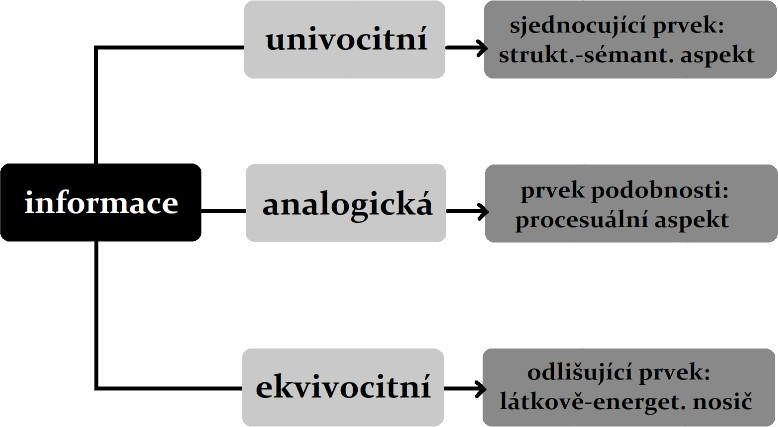 univocitní
sjednocující prvek:
strukt.-sémant. aspekt
informace
analogická
prvek podobnosti:
procesuální aspekt
ekvivocitní
odlišující prvek:
látkově-energet. nosič